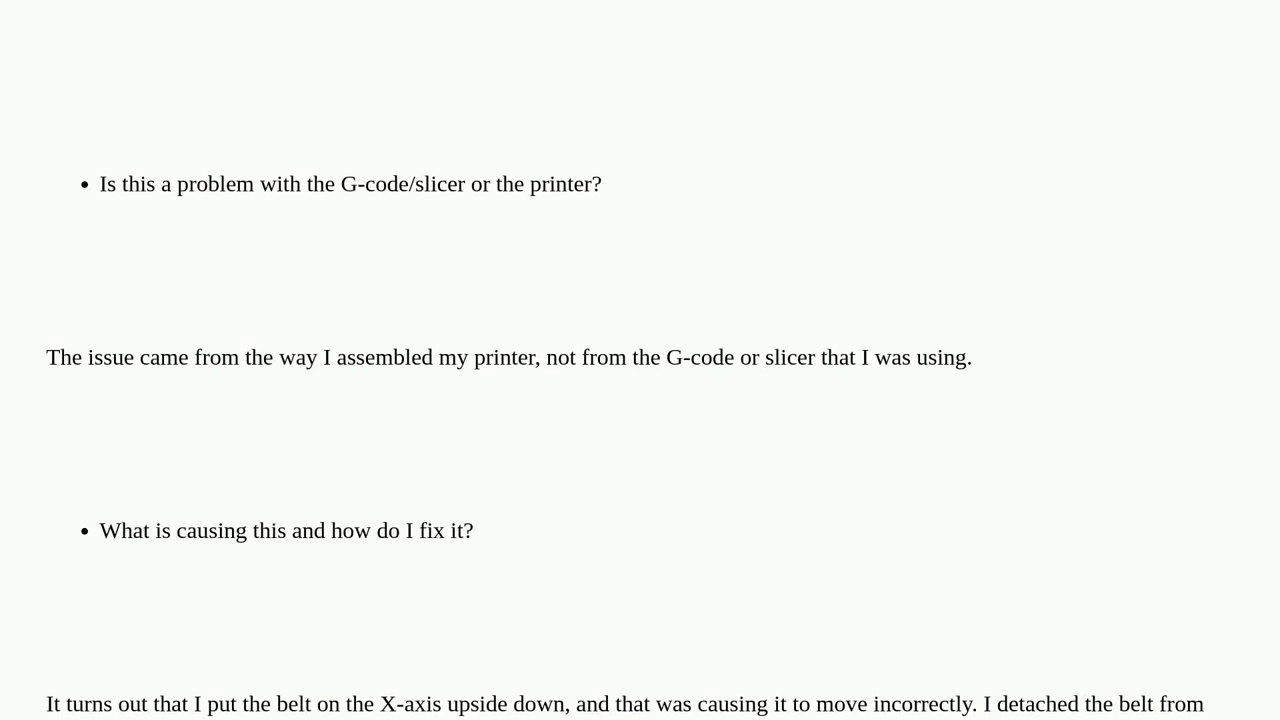 • Is this a problem with the G-code/slicer or the printer?
The issue came from the way I assembled my printer, not from the G-code or slicer that I was using.
• What is causing this and how do I fix it?
It turns out that I put the belt on the X-axis upside down, and that was causing it to move incorrectly. I detached the belt from